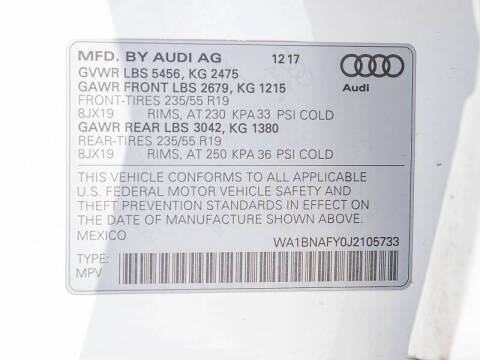 MFD. BY AUDI AG 12 17
GVWR LBS 5456, KG 2475
GAWR FRONT LBS 2679, KG 1215
FRONT-TIRES 235/55 R19
8JX19 RIMS, AT 230 KPA 33 PSI COLD
GAWR REAR LBS 3042, KG 1380
REAR-TIRES 235/55 R19
8JX19 RIMS, AT 250 KPA 36 PSI COLD
Audi
THIS VEHICLE CONFORMS TO ALL APPLICABLE
U.S. FEDERAL MOTOR VEHICLE SAFETY AND
THEFT PREVENTION STANDARDS IN EFFECT ON
THE DATE OF MANUFACTURE SHOWN ABOVE.
MEXICO WA1BNAFY0J2105733
TYPE:
MPV